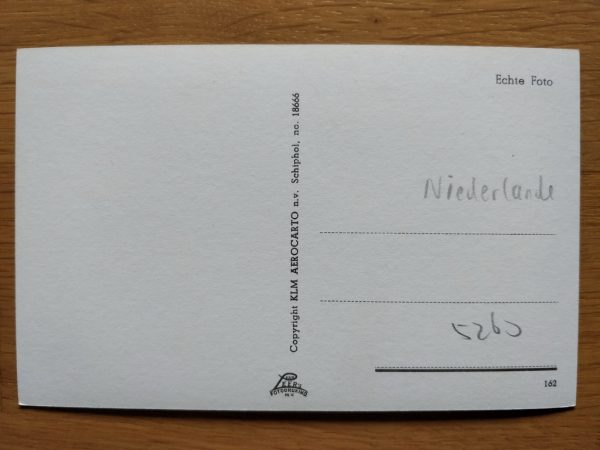 Echte Foto
Copyright KLM AEROCARTO n.v. Schiphol, no. 18666
Niederlande
5260
162